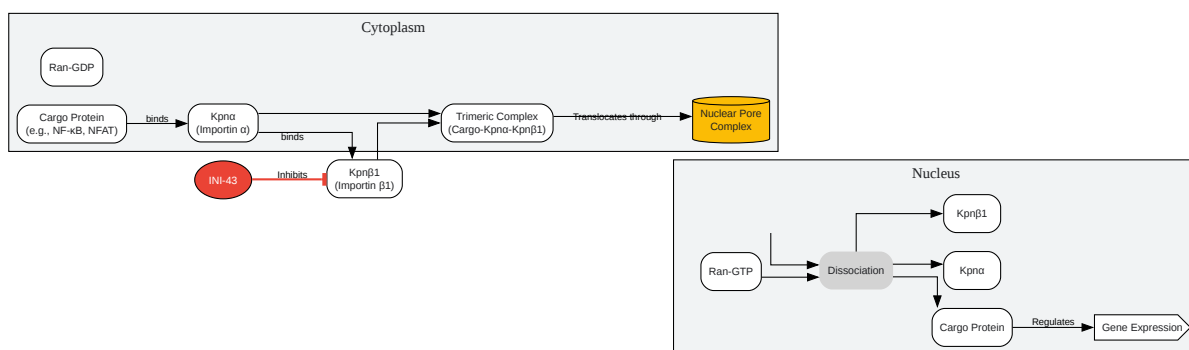 Cytoplasm
Ran-GDP
Cargo Protein
(e.g., NF-κB, NFAT)
binds
Kpnα
(Importin α)
binds
Trimeric Complex
(Cargo-Kpnα-Kpnβ1)
Translocates through
Nuclear Pore
Complex
INI-43
Inhibits
Kpnβ1
(Importin β1)
Nucleus
Kpnβ1
Ran-GTP
Dissociation
Kpnα
Cargo Protein
Regulates
Gene Expression